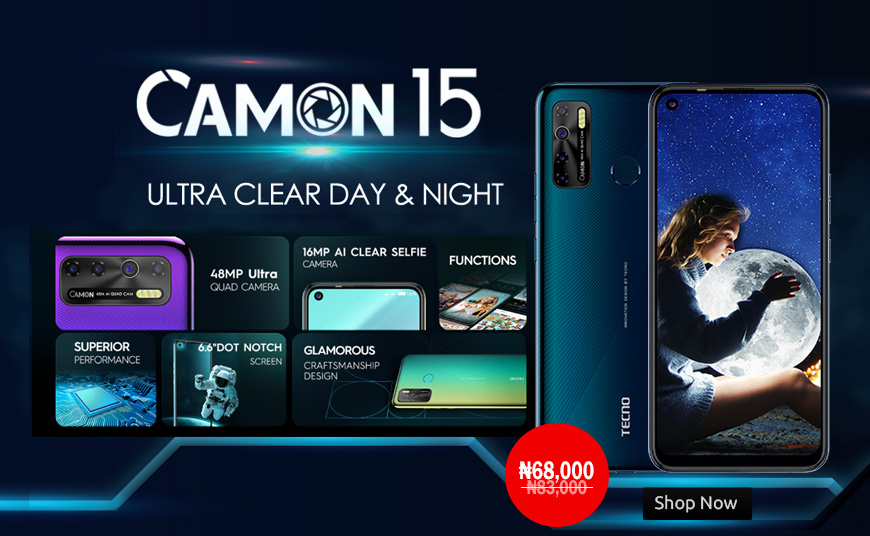 CAMON 15
ULTRA CLEAR DAY & NIGHT
48MP Ultra
QUAD CAMERA
16MP AI CLEAR SELFIE
CAMERA
FUNCTIONS
SUPERIOR
PERFORMANCE
6.6"DOT NOTCH
SCREEN
GLAMOROUS
CRAFTSMANSHIP
DESIGN
CAMON
TECNO
₦68,000
₦83,000
Shop Now